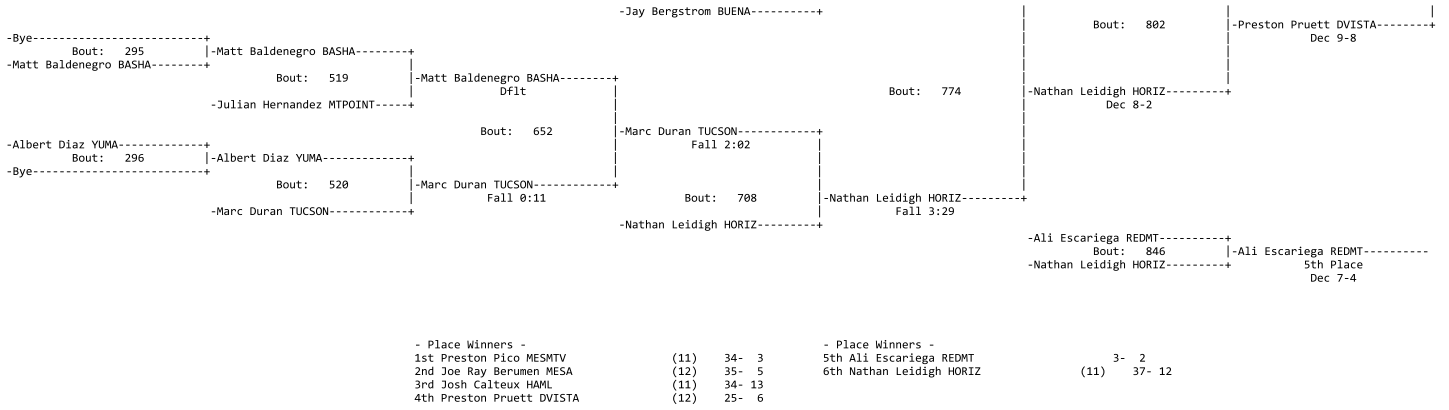 -Jay Bergstrom BUENA----------+
Bout: 802 |-Preston Pruett DVISTA--------+
-Bye--------------------------+ Dec 9-8
Bout: 295 |-Matt Baldenegro BASHA--------+
-Matt Baldenegro BASHA--------+
Bout: 519 |-Matt Baldenegro BASHA--------+
Dflt Bout: 774 |-Nathan Leidigh HORIZ---------+
-Julian Hernandez MTPOINT-----+ Dec 8-2
Bout: 652 |-Marc Duran TUCSON------------+
-Albert Diaz YUMA-------------+ Fall 2:02
Bout: 296 |-Albert Diaz YUMA-------------+
-Bye--------------------------+
Bout: 520 |-Marc Duran TUCSON------------+
Fall 0:11 Bout: 708 |-Nathan Leidigh HORIZ---------+
-Marc Duran TUCSON------------+ Fall 3:29
-Nathan Leidigh HORIZ---------+
-Ali Escariega REDMT----------+
Bout: 846 |-Ali Escariega REDMT----------
-Nathan Leidigh HORIZ---------+ 5th Place
Dec 7-4
- Place Winners - - Place Winners -
1st Preston Pico MESMTV (11) 34- 3 5th Ali Escariega REDMT 3- 2
2nd Joe Ray Berumen MESA (12) 35- 5 6th Nathan Leidigh HORIZ (11) 37- 12
3rd Josh Calteux HAML (11) 34- 13
4th Preston Pruett DVISTA (12) 25- 6